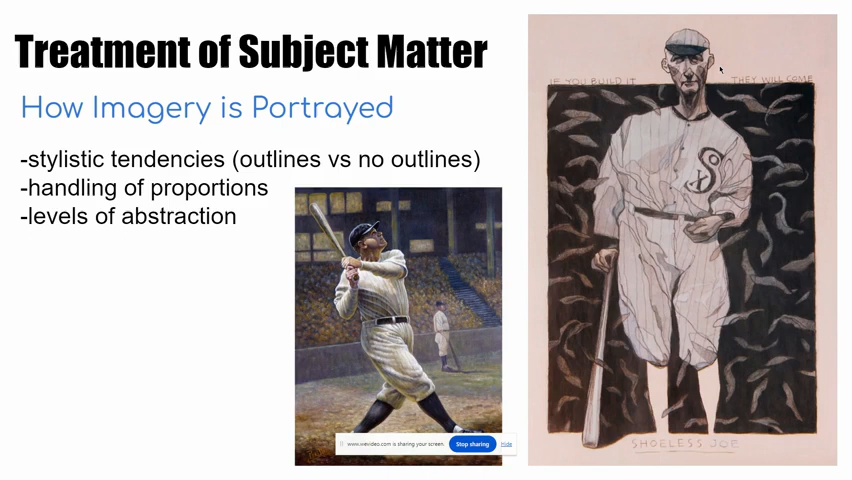 Treatment of Subject Matter
How Imagery is Portrayed
-stylistic tendencies (outlines vs no outlines)
-handling of proportions
-levels of abstraction
IF YOU BUILD IT THEY WILL COME
SHOELESS JOE
www.wevideo.com is sharing your screen. Stop sharing Hide